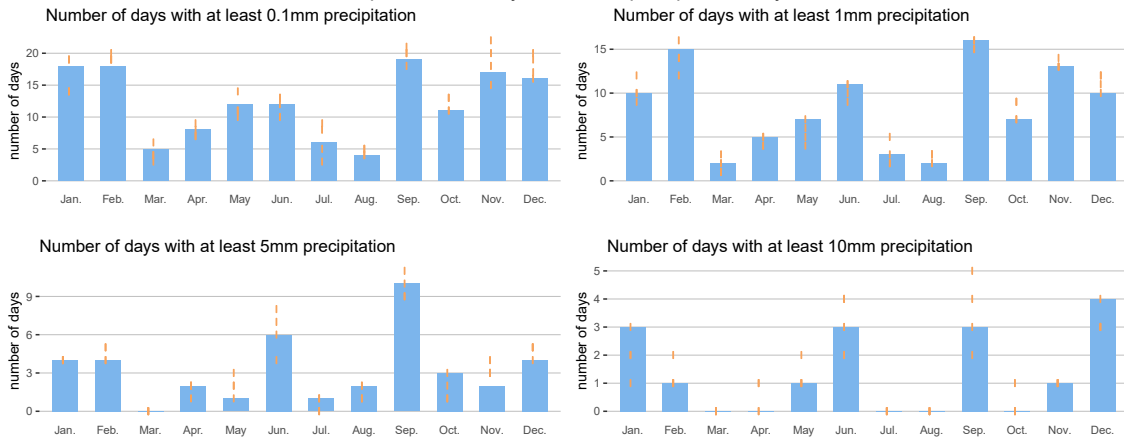 Number of days with at least 0.1mm precipitation
number of days
20
15
10
5
0
Jan. Feb. Mar. Apr. May Jun. Jul. Aug. Sep. Oct. Nov. Dec.
Number of days with at least 1mm precipitation
number of days
15
10
5
0
Jan. Feb. Mar. Apr. May Jun. Jul. Aug. Sep. Oct. Nov. Dec.
Number of days with at least 5mm precipitation
number of days
9
6
3
0
Jan. Feb. Mar. Apr. May Jun. Jul. Aug. Sep. Oct. Nov. Dec.
Number of days with at least 10mm precipitation
number of days
5
4
3
2
1
0
Jan. Feb. Mar. Apr. May Jun. Jul. Aug. Sep. Oct. Nov. Dec.